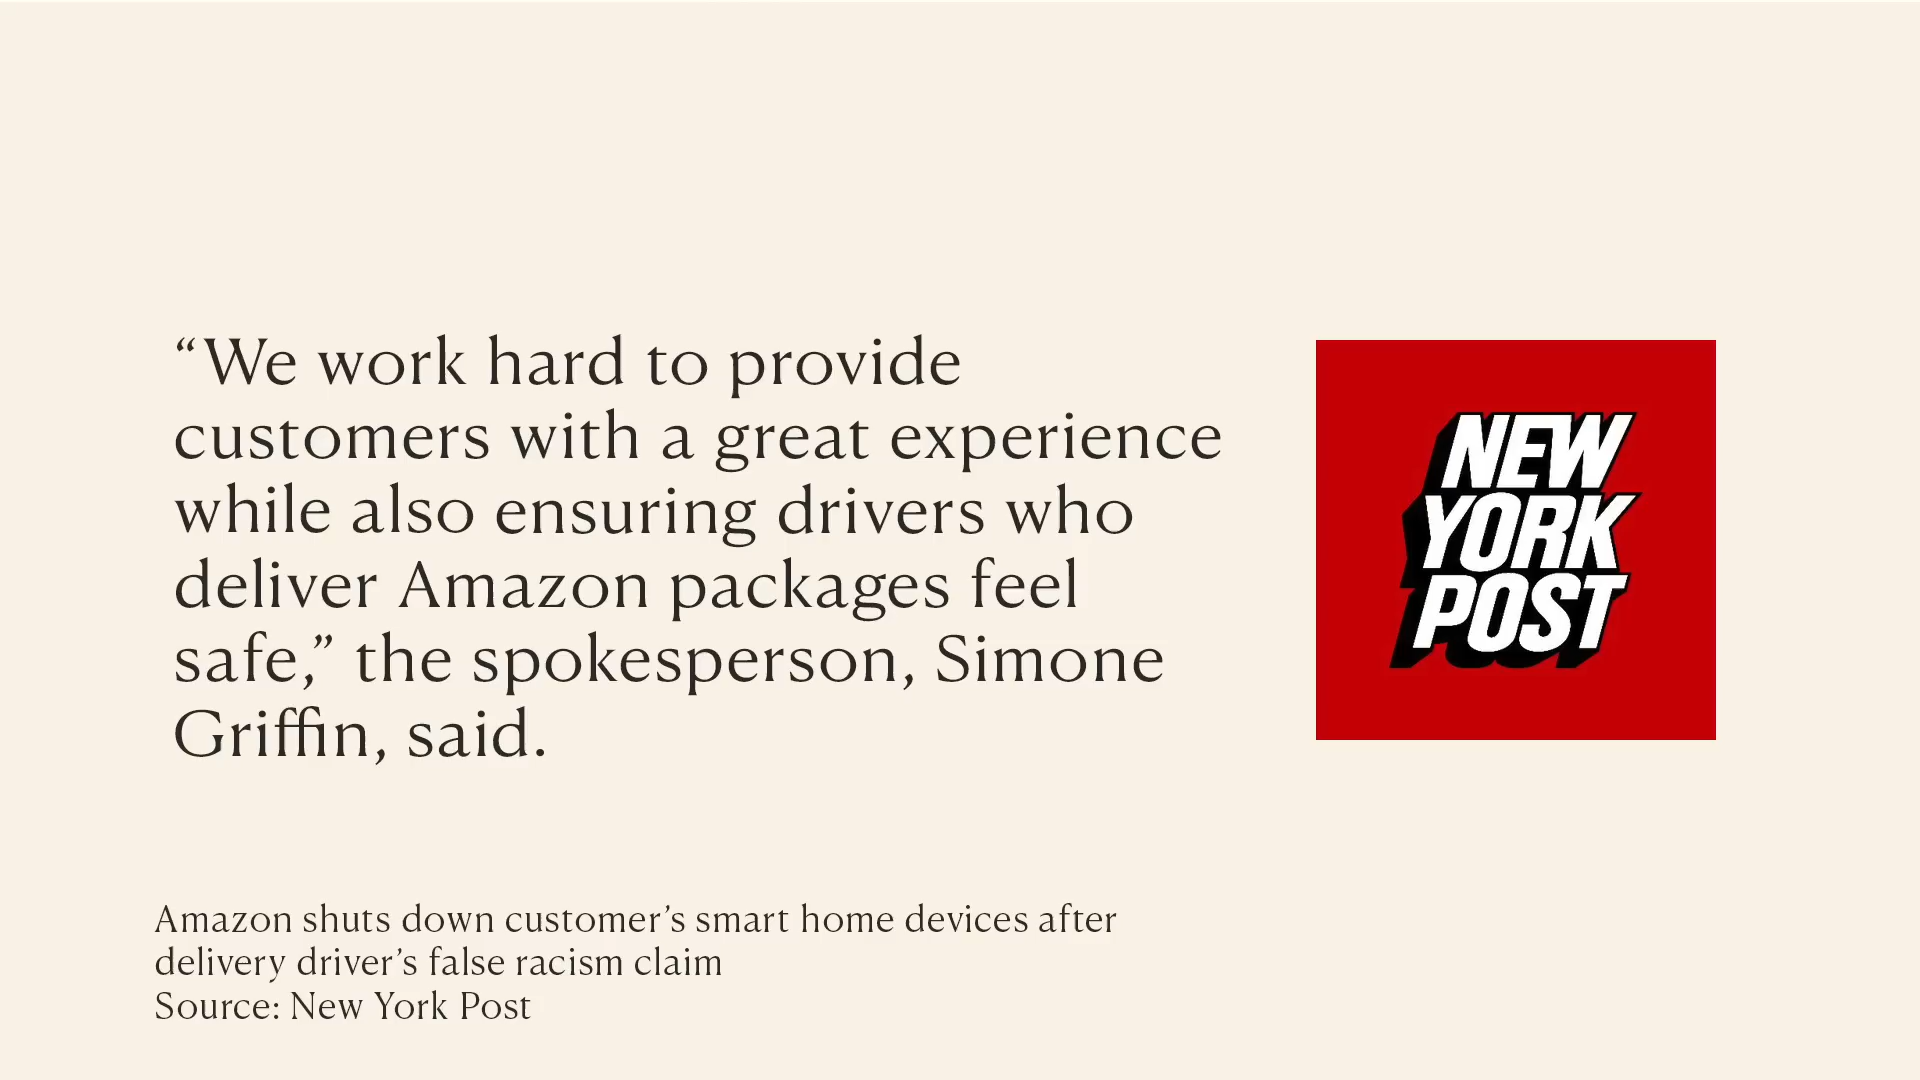 “We work hard to provide
customers with a great experience
while also ensuring drivers who
deliver Amazon packages feel
safe,” the spokesperson, Simone
Griffin, said.
NEW
YORK
POST
Amazon shuts down customer’s smart home devices after
delivery driver’s false racism claim
Source: New York Post